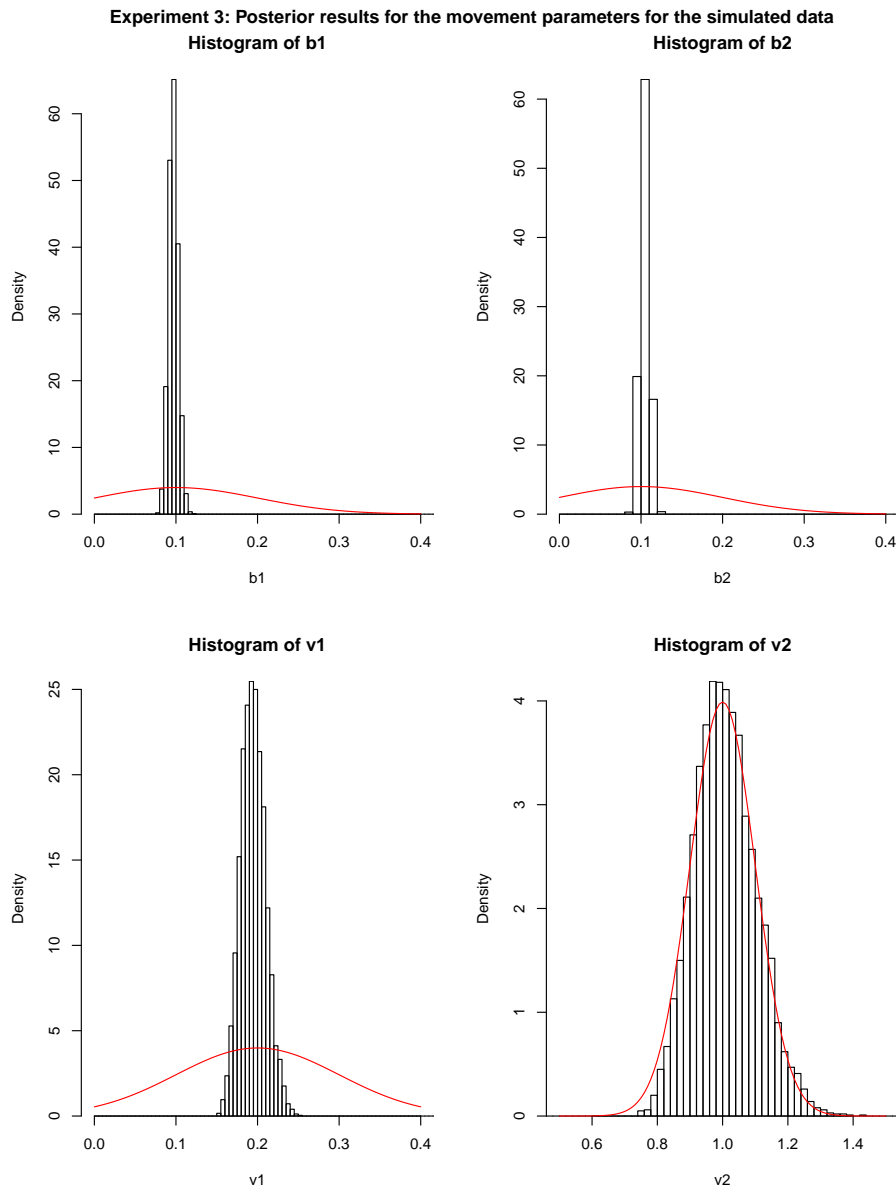 Experiment 3: Posterior results for the movement parameters for the simulated data
Histogram of b1
Density
0
10
20
30
40
50
60
0.0 0.1 0.2 0.3 0.4
b1
Histogram of b2
Density
0
10
20
30
40
50
60
0.0 0.1 0.2 0.3 0.4
b2
Histogram of v1
Density
0
5
10
15
20
25
0.0 0.1 0.2 0.3 0.4
v1
Histogram of v2
Density
0
1
2
3
4
0.6 0.8 1.0 1.2 1.4
v2